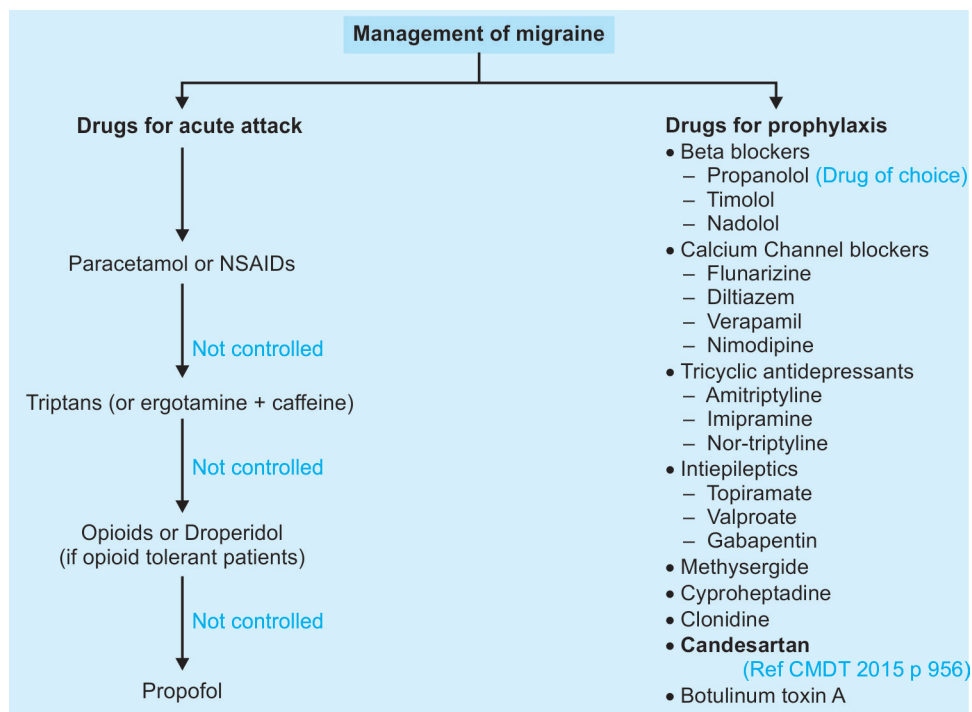 Management of migraine
Drugs for acute attack
Paracetamol or NSAIDs
Not controlled
Triptans (or ergotamine + caffeine)
Not controlled
Opioids or Droperidol
(if opioid tolerant patients)
Not controlled
Propofol
Drugs for prophylaxis
• Beta blockers
– Propanolol (Drug of choice)
– Timolol
– Nadolol
• Calcium Channel blockers
– Flunarizine
– Diltiazem
– Verapamil
– Nimodipine
• Tricyclic antidepressants
– Amitriptyline
– Imipramine
– Nor-triptyline
• Intiepileptics
– Topiramate
– Valproate
– Gabapentin
• Methysergide
• Cyproheptadine
• Clonidine
• Candesartan
(Ref CMDT 2015 p 956)
• Botulinum toxin A